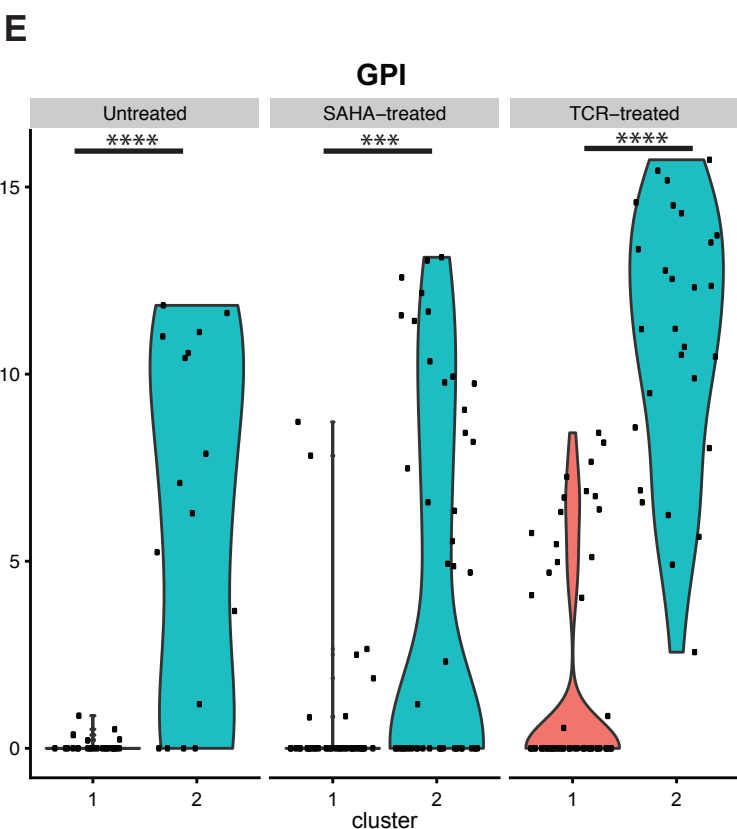 E
GPI
Untreated SAHA−treated TCR−treated
**** *** ****
15
10
5
0
1 2 1 2 1 2
cluster